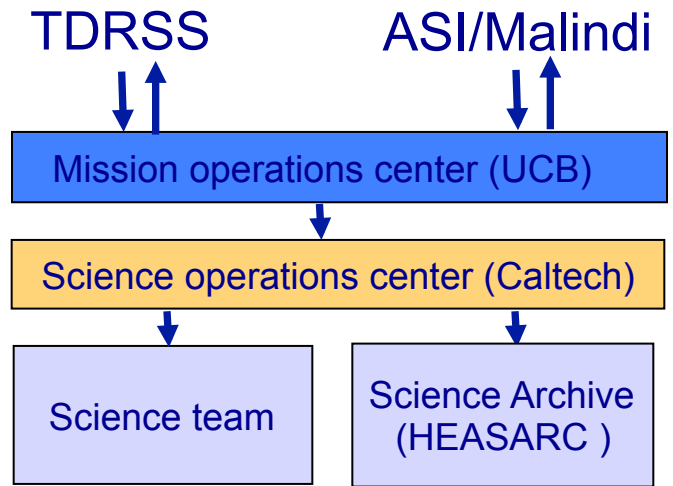 TDRSS
ASI/Malindi
Mission operations center (UCB)
Science operations center (Caltech)
Science team
Science Archive
(HEASARC )